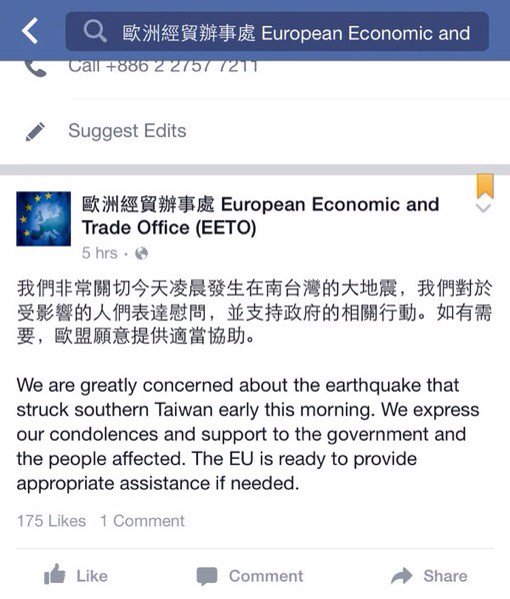 歐洲經貿辦事處 European Economic and
Call +886 2 2757 7211
Suggest Edits
歐洲經貿辦事處 European Economic and
Trade Office (EETO)
5 hrs ·
我們非常關切今天凌晨發生在南台灣的大地震，我們對於
受影響的人們表達慰問，並支持政府的相關行動。如有需
要，歐盟願意提供適當協助。
We are greatly concerned about the earthquake that
struck southern Taiwan early this morning. We express
our condolences and support to the government and
the people affected. The EU is ready to provide
appropriate assistance if needed.
175 Likes 1 Comment
Like Comment Share